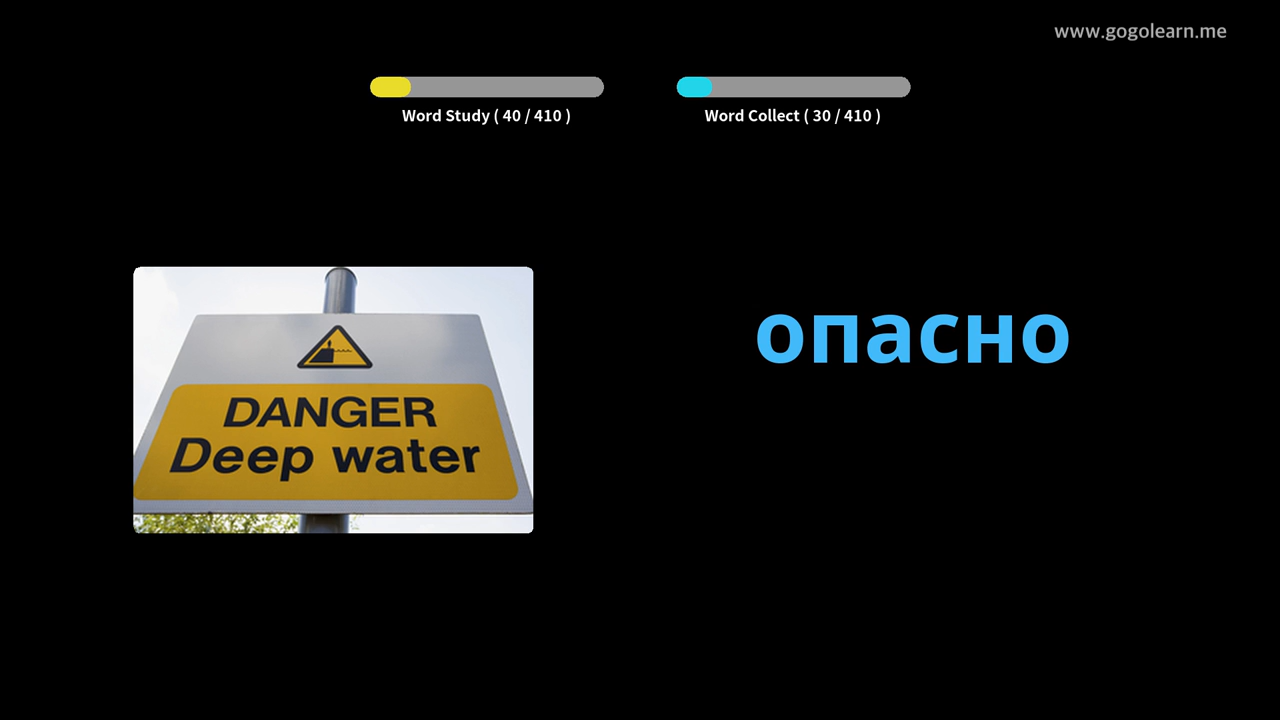 www.gogolearn.me
Word Study ( 40 / 410 )
Word Collect ( 30 / 410 )
DANGER
Deep water
опасно